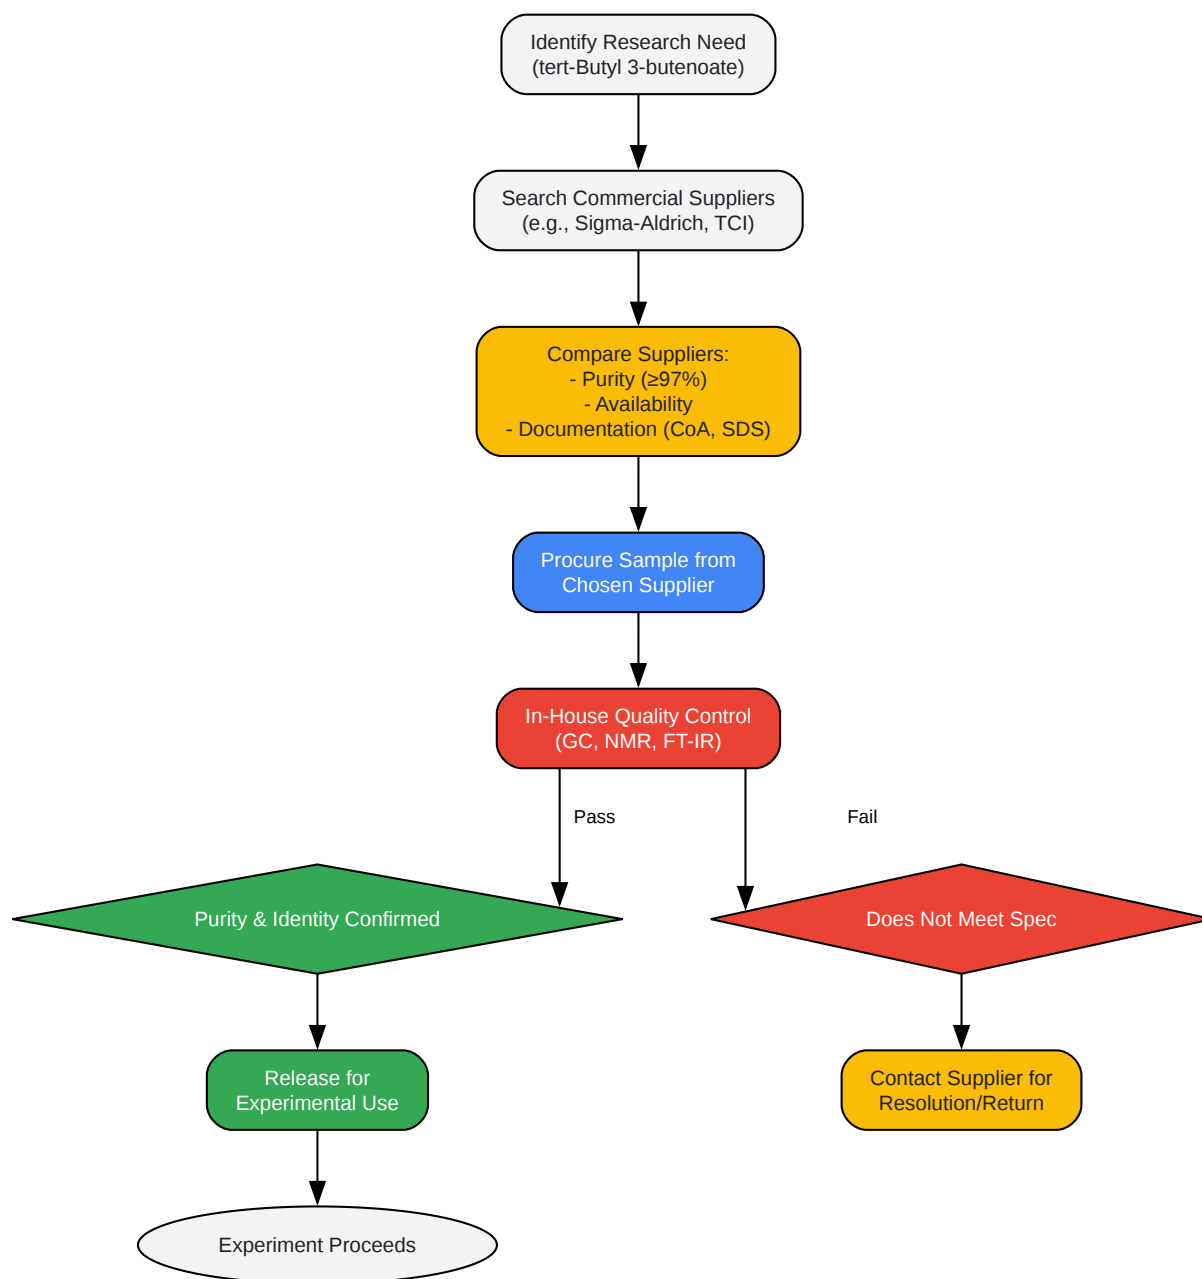 Identify Research Need
(tert-Butyl 3-butenoate)
Search Commercial Suppliers
(e.g., Sigma-Aldrich, TCI)
Compare Suppliers:
- Purity (≥97%)
- Availability
- Documentation (CoA, SDS)
Procure Sample from
Chosen Supplier
In-House Quality Control
(GC, NMR, FT-IR)
Pass
Fail
Purity & Identity Confirmed
Does Not Meet Spec
Release for
Experimental Use
Contact Supplier for
Resolution/Return
Experiment Proceeds